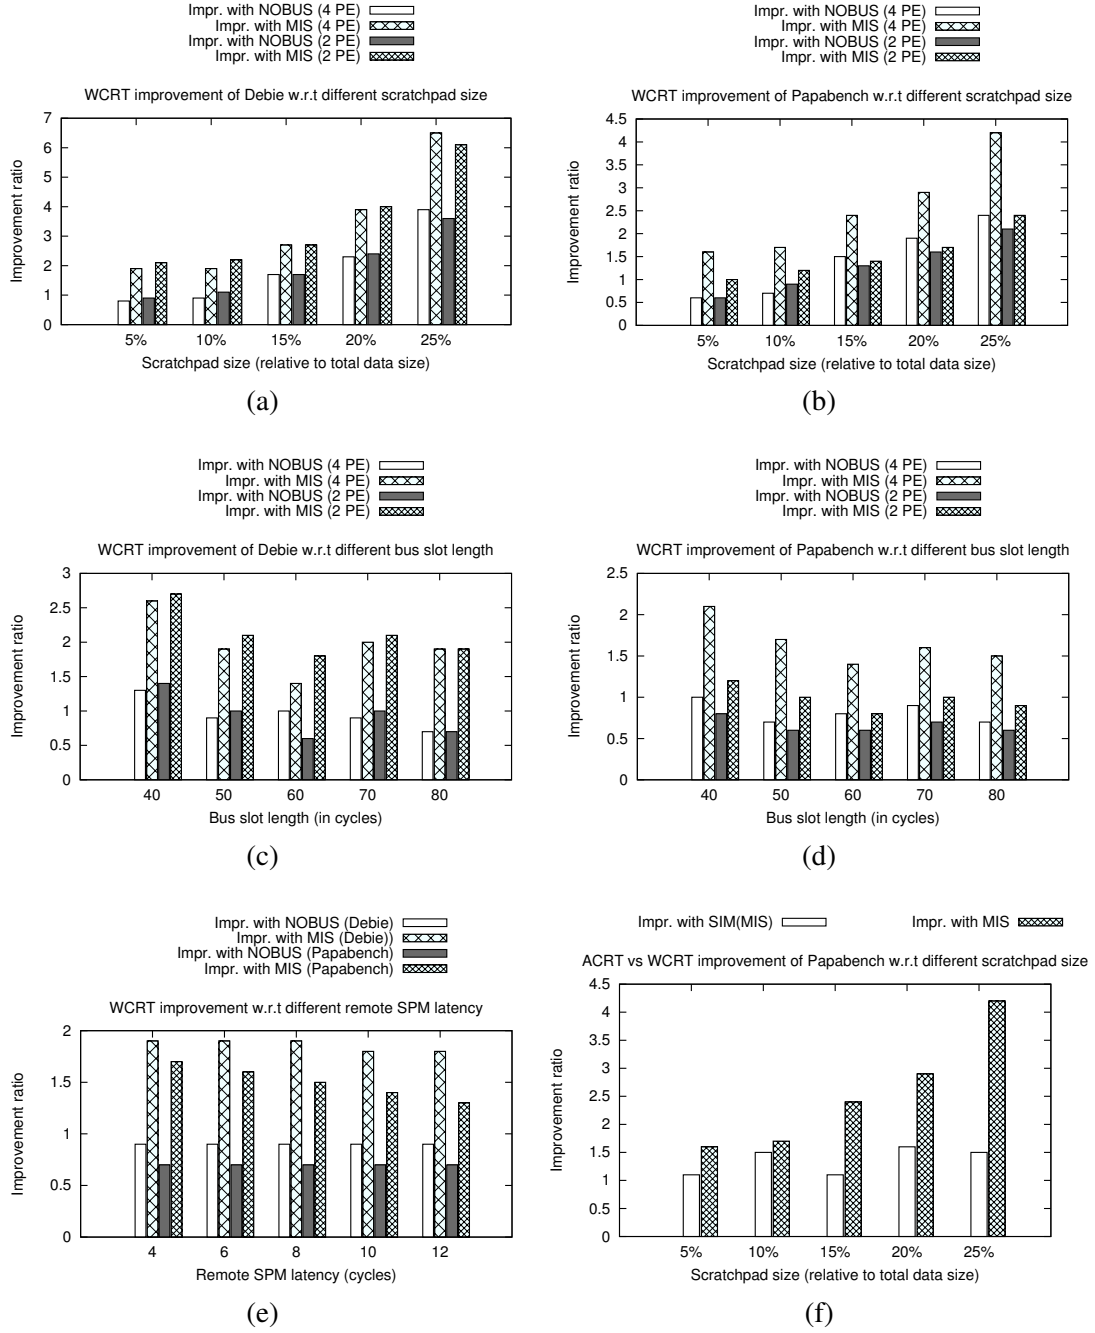 Impr. with NOBUS (4 PE)
Impr. with MIS (4 PE)
Impr. with NOBUS (2 PE)
Impr. with MIS (2 PE)
WCRT improvement of Debie w.r.t different scratchpad size
Improvement ratio
7
6
5
4
3
2
1
0
5% 10% 15% 20% 25%
Scratchpad size (relative to total data size)
(a)
Impr. with NOBUS (4 PE)
Impr. with MIS (4 PE)
Impr. with NOBUS (2 PE)
Impr. with MIS (2 PE)
WCRT improvement of Papabench w.r.t different scratchpad size
Improvement ratio
4.5
4
3.5
3
2.5
2
1.5
1
0.5
0
5% 10% 15% 20% 25%
Scratchpad size (relative to total data size)
(b)
Impr. with NOBUS (4 PE)
Impr. with MIS (4 PE)
Impr. with NOBUS (2 PE)
Impr. with MIS (2 PE)
WCRT improvement of Debie w.r.t different bus slot length
Improvement ratio
3
2.5
2
1.5
1
0.5
0
40 50 60 70 80
Bus slot length (in cycles)
(c)
Impr. with NOBUS (4 PE)
Impr. with MIS (4 PE)
Impr. with NOBUS (2 PE)
Impr. with MIS (2 PE)
WCRT improvement of Papabench w.r.t different bus slot length
Improvement ratio
2.5
2
1.5
1
0.5
0
40 50 60 70 80
Bus slot length (in cycles)
(d)
Impr. with NOBUS (Debie)
Impr. with MIS (Debie))
Impr. with NOBUS (Papabench)
Impr. with MIS (Papabench)
WCRT improvement w.r.t different remote SPM latency
Improvement ratio
2
1.5
1
0.5
0
4 6 8 10 12
Remote SPM latency (cycles)
(e)
Impr. with SIM(MIS) Impr. with MIS
ACRT vs WCRT improvement of Papabench w.r.t different scratchpad size
Improvement ratio
4.5
4
3.5
3
2.5
2
1.5
1
0.5
0
5% 10% 15% 20% 25%
Scratchpad size (relative to total data size)
(f)